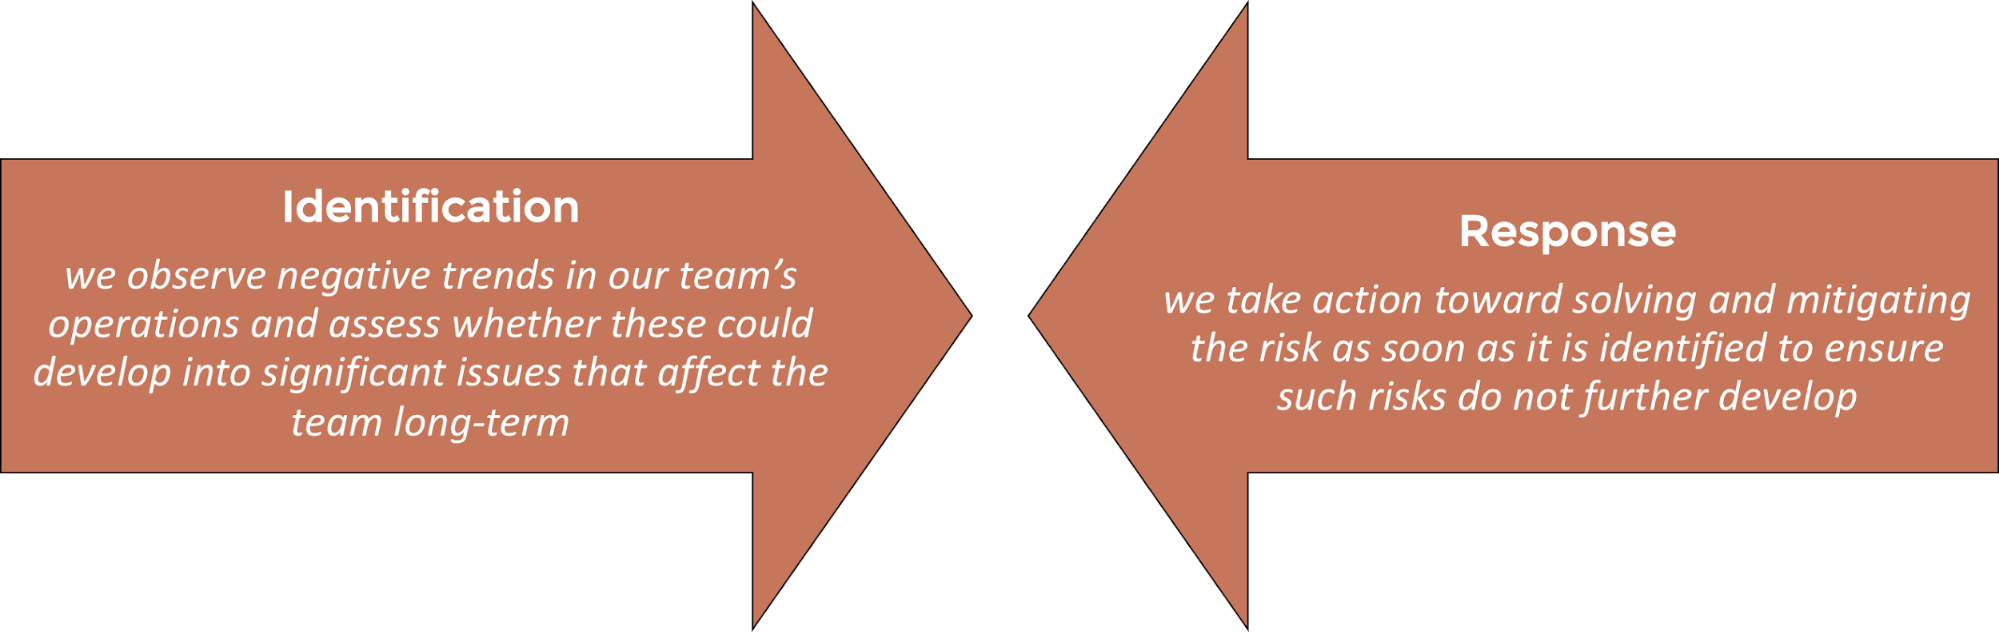 Identification
we observe negative trends in our team’s
operations and assess whether these could
develop into significant issues that affect the
team long-term
Response
we take action toward solving and mitigating
the risk as soon as it is identified to ensure
such risks do not further develop